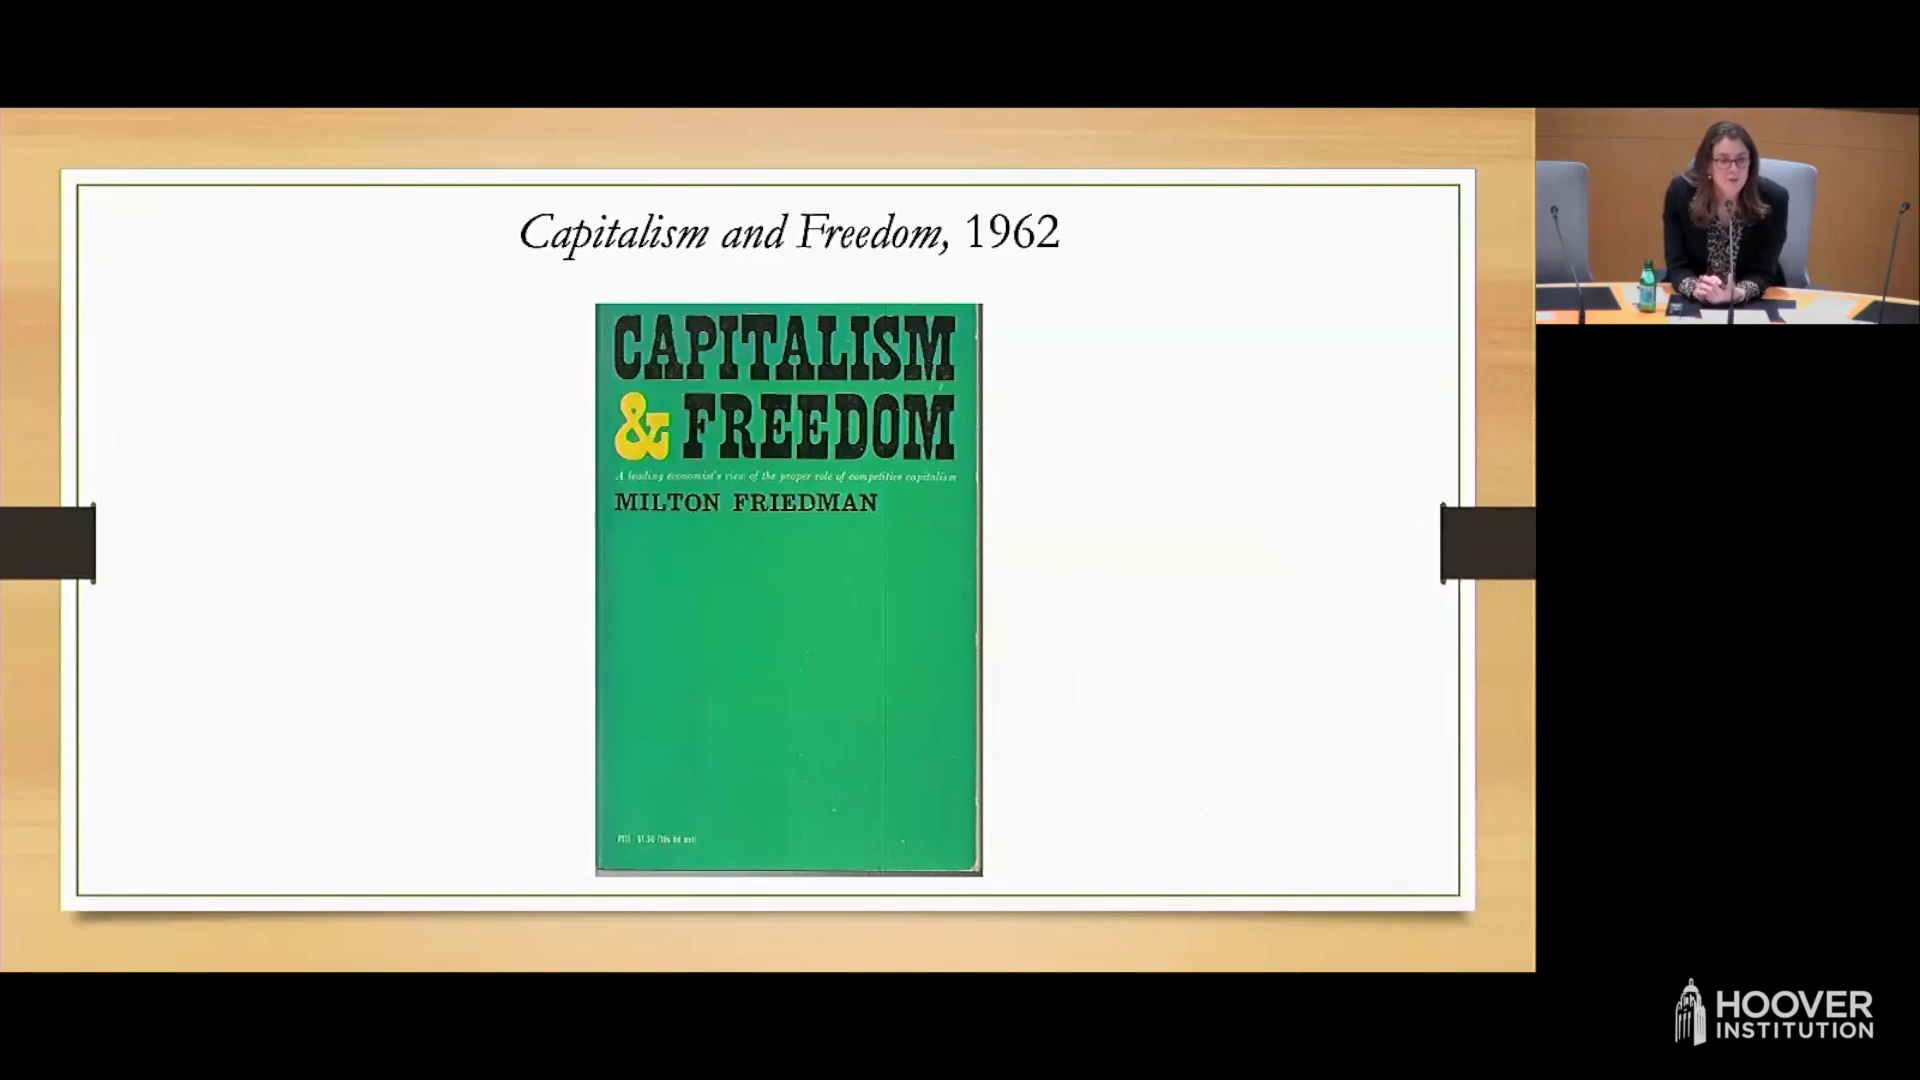 Capitalism and Freedom, 1962
CAPITALISM
& FREEDOM
A leading economist's view of the proper role of competitive capitalism
MILTON FRIEDMAN
HOOVER
INSTITUTION